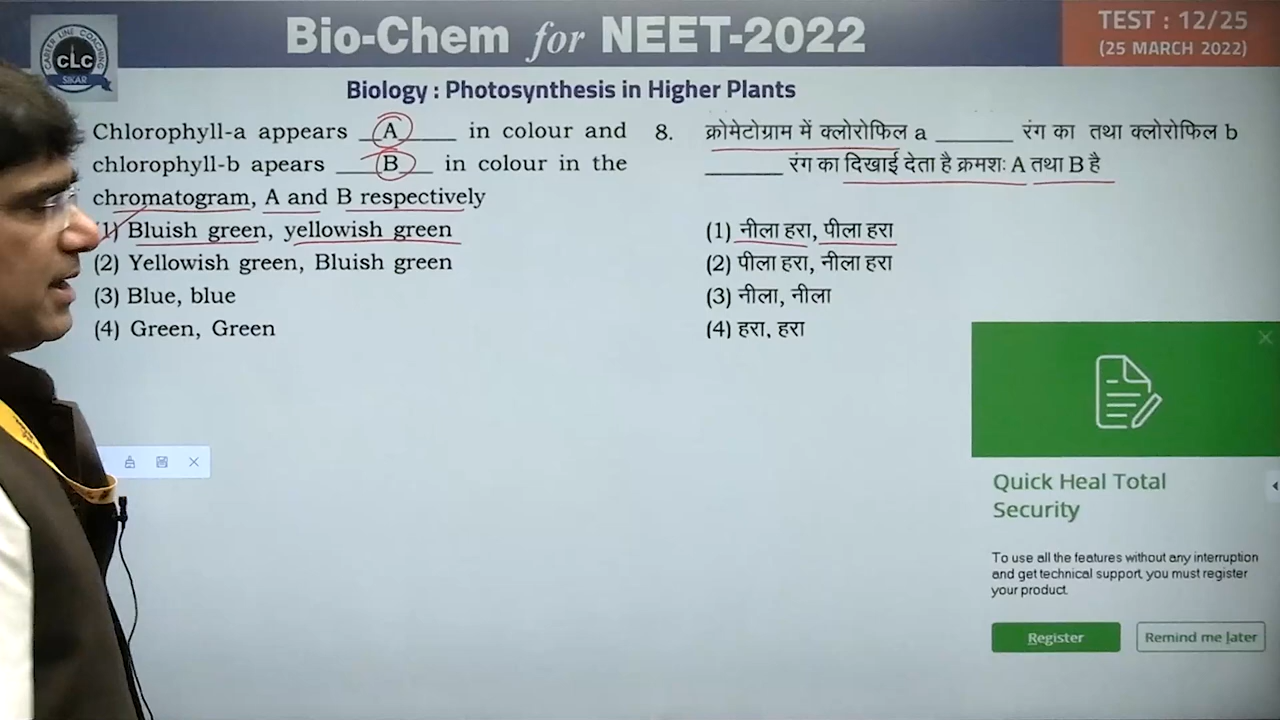 Bio-Chem for NEET-2022
TEST : 12/25
(25 MARCH 2022)
CAREER LINE COACHING
CLC
SIKAR
Biology : Photosynthesis in Higher Plants
Chlorophyll-a appears ___A___ in colour and
chlorophyll-b apears ___B___ in colour in the
chromatogram, A and B respectively
(1) Bluish green, yellowish green
(2) Yellowish green, Bluish green
(3) Blue, blue
(4) Green, Green
8. क्रोमेटोग्राम में क्लोरोफिल a ______ रंग का तथा क्लोरोफिल b
______ रंग का दिखाई देता है क्रमशः A तथा B है
(1) नीला हरा, पीला हरा
(2) पीला हरा, नीला हरा
(3) नीला, नीला
(4) हरा, हरा
Quick Heal Total
Security
To use all the features without any interruption
and get technical support, you must register
your product.
Register
Remind me later